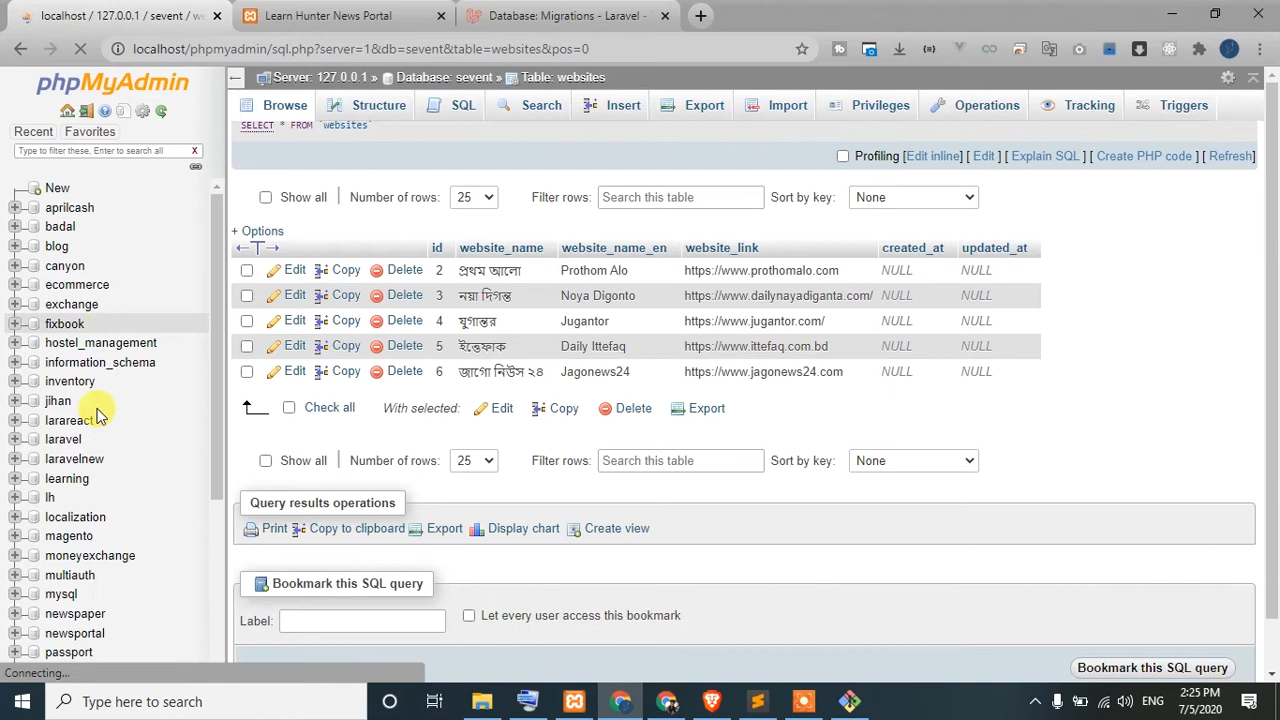 localhost / 127.0.0.1 / sevent / we
Learn Hunter News Portal
Database: Migrations - Laravel -
localhost/phpmyadmin/sql.php?server=1&db=sevent&table=websites&pos=0
phpMyAdmin
Server: 127.0.0.1 » Database: sevent » Table: websites
Browse Structure SQL Search Insert Export Import Privileges Operations Tracking Triggers
Recent Favorites
SELECT * FROM `websites`
Type to filter these, Enter to search all X
Profiling [Edit inline] [ Edit ] [ Explain SQL ] [ Create PHP code ] [ Refresh]
New
aprilcash
badal
blog
canyon
ecommerce
exchange
fixbook
hostel_management
information_schema
inventory
jihan
larareact
laravel
laravelnew
learning
lh
localization
magento
moneyexchange
multiauth
mysql
newspaper
newsportal
passport
Show all Number of rows: 25 Filter rows: Search this table Sort by key: None
+ Options
id website_name website_name_en website_link created_at updated_at
Edit Copy Delete 2 প্রথম আলো Prothom Alo https://www.prothomalo.com NULL NULL
Edit Copy Delete 3 নয়া দিগন্ত Noya Digonto https://www.dailynayadiganta.com/ NULL NULL
Edit Copy Delete 4 যুগান্তর Jugantor https://www.jugantor.com/ NULL NULL
Edit Copy Delete 5 ইত্তেফাক Daily Ittefaq https://www.ittefaq.com.bd NULL NULL
Edit Copy Delete 6 জাগো নিউস ২৪ Jagonews24 https://www.jagonews24.com NULL NULL
Check all With selected: Edit Copy Delete Export
Show all Number of rows: 25 Filter rows: Search this table Sort by key: None
Query results operations
Print Copy to clipboard Export Display chart Create view
Bookmark this SQL query
Label: Let every user access this bookmark
Bookmark this SQL query
Connecting...
Type here to search
ENG
2:25 PM
7/5/2020